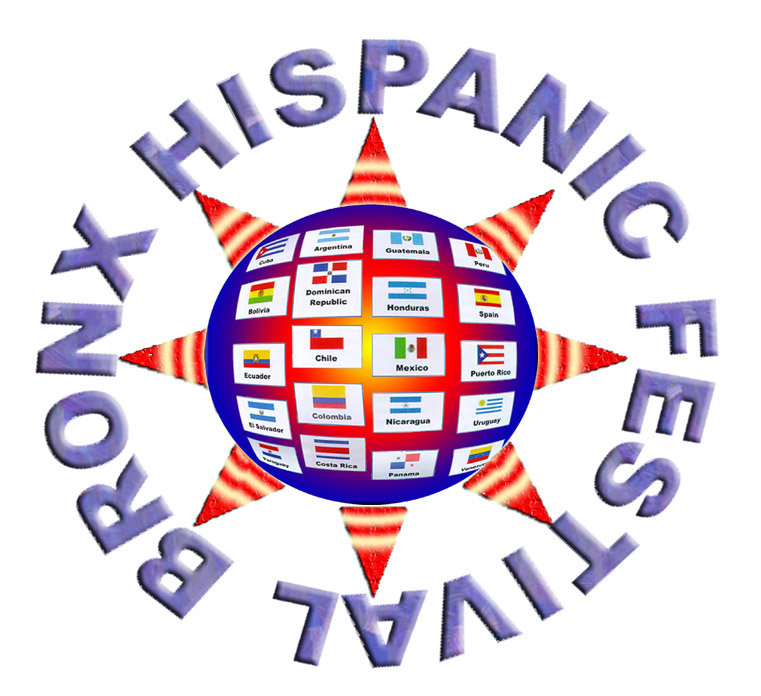 BRONX HISPANIC FESTIVAL
Cuba
Argentina
Guatemala
Peru
Bolivia
Dominican
Republic
Honduras
Spain
Ecuador
Chile
Mexico
Puerto Rico
El Salvador
Colombia
Nicaragua
Uruguay
Paraguay
Costa Rica
Panama